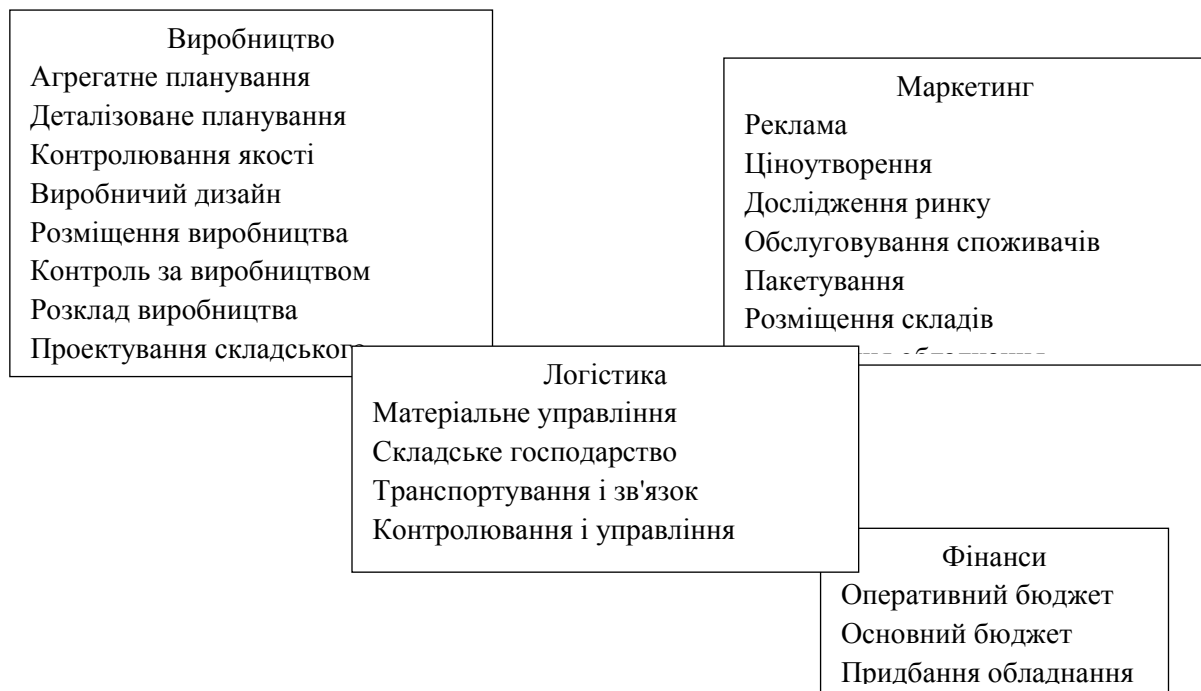 Виробництво
Агрегатне планування
Деталізоване планування
Контролювання якості
Виробничий дизайн
Розміщення виробництва
Контроль за виробництвом
Розклад виробництва
Проектування складського
Маркетинг
Реклама
Ціноутворення
Дослідження ринку
Обслуговування споживачів
Пакетування
Розміщення складів
Логістика
Матеріальне управління
Складське господарство
Транспортування і зв'язок
Контролювання і управління
Фінанси
Оперативний бюджет
Основний бюджет
Придбання обладнання